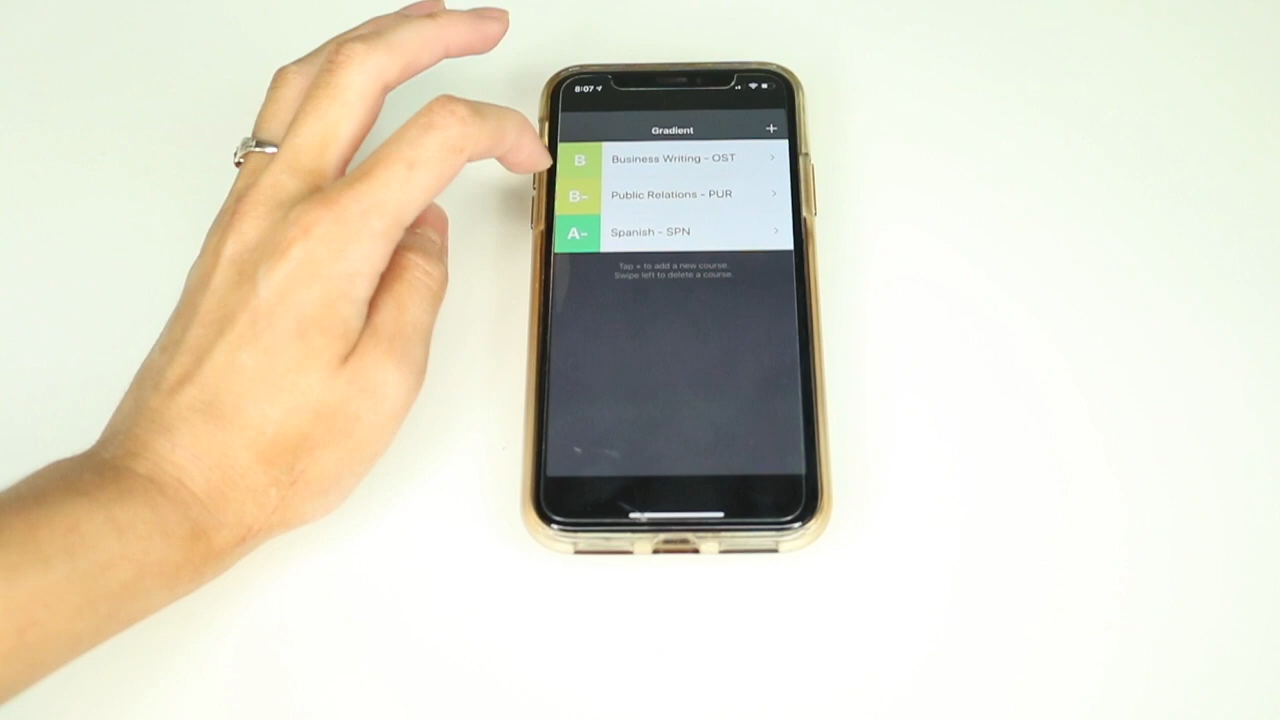 8:07
Gradient +
B Business Writing - OST >
B- Public Relations - PUR >
A- Spanish - SPN >
Tap + to add a new course.
Swipe left to delete a course.